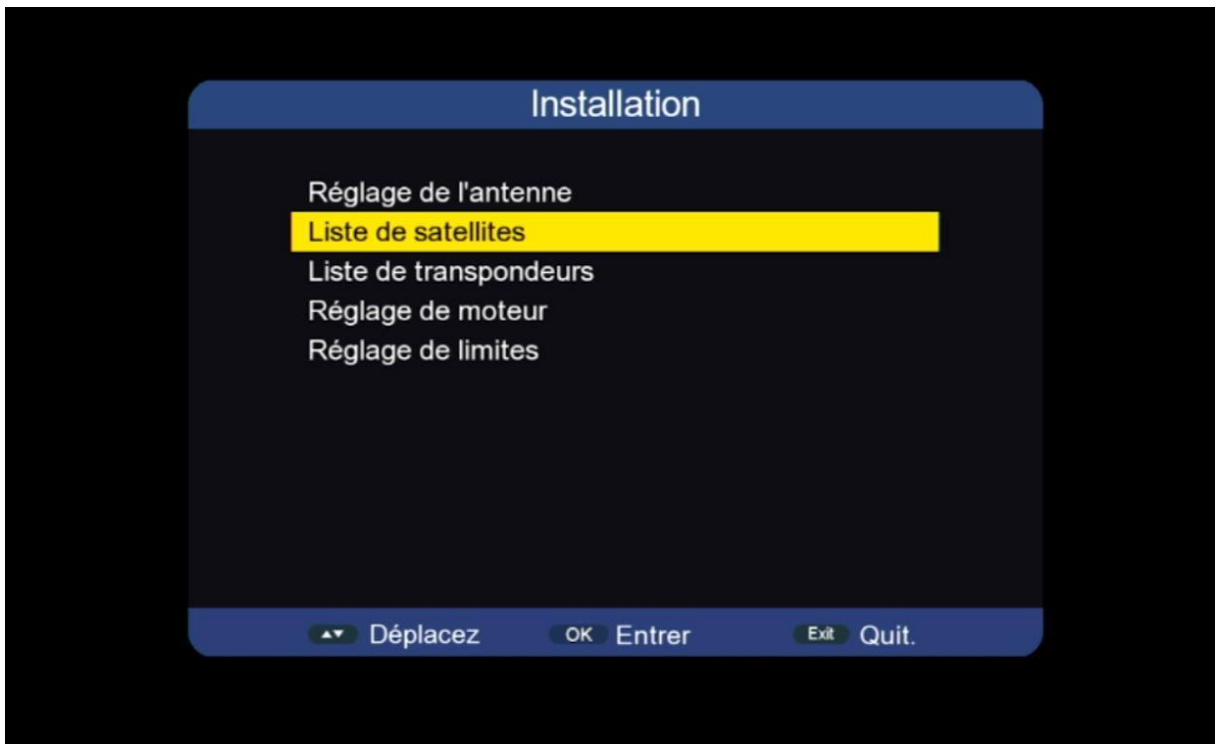 Installation
Réglage de l'antenne
Liste de satellites
Liste de transpondeurs
Réglage de moteur
Réglage de limites
▲▼ Déplacez OK Entrer Exit Quit.